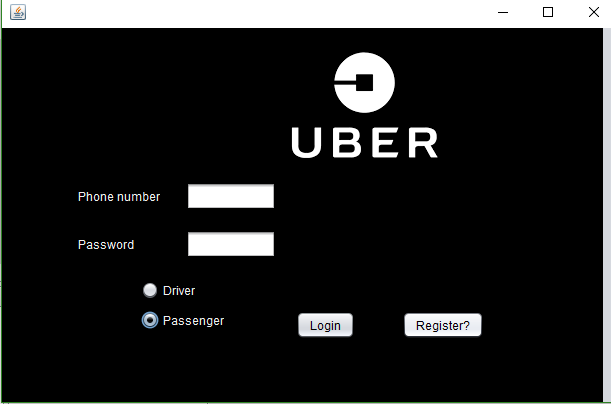 UBER
Phone number
Password
Driver
Passenger
Login
Register?